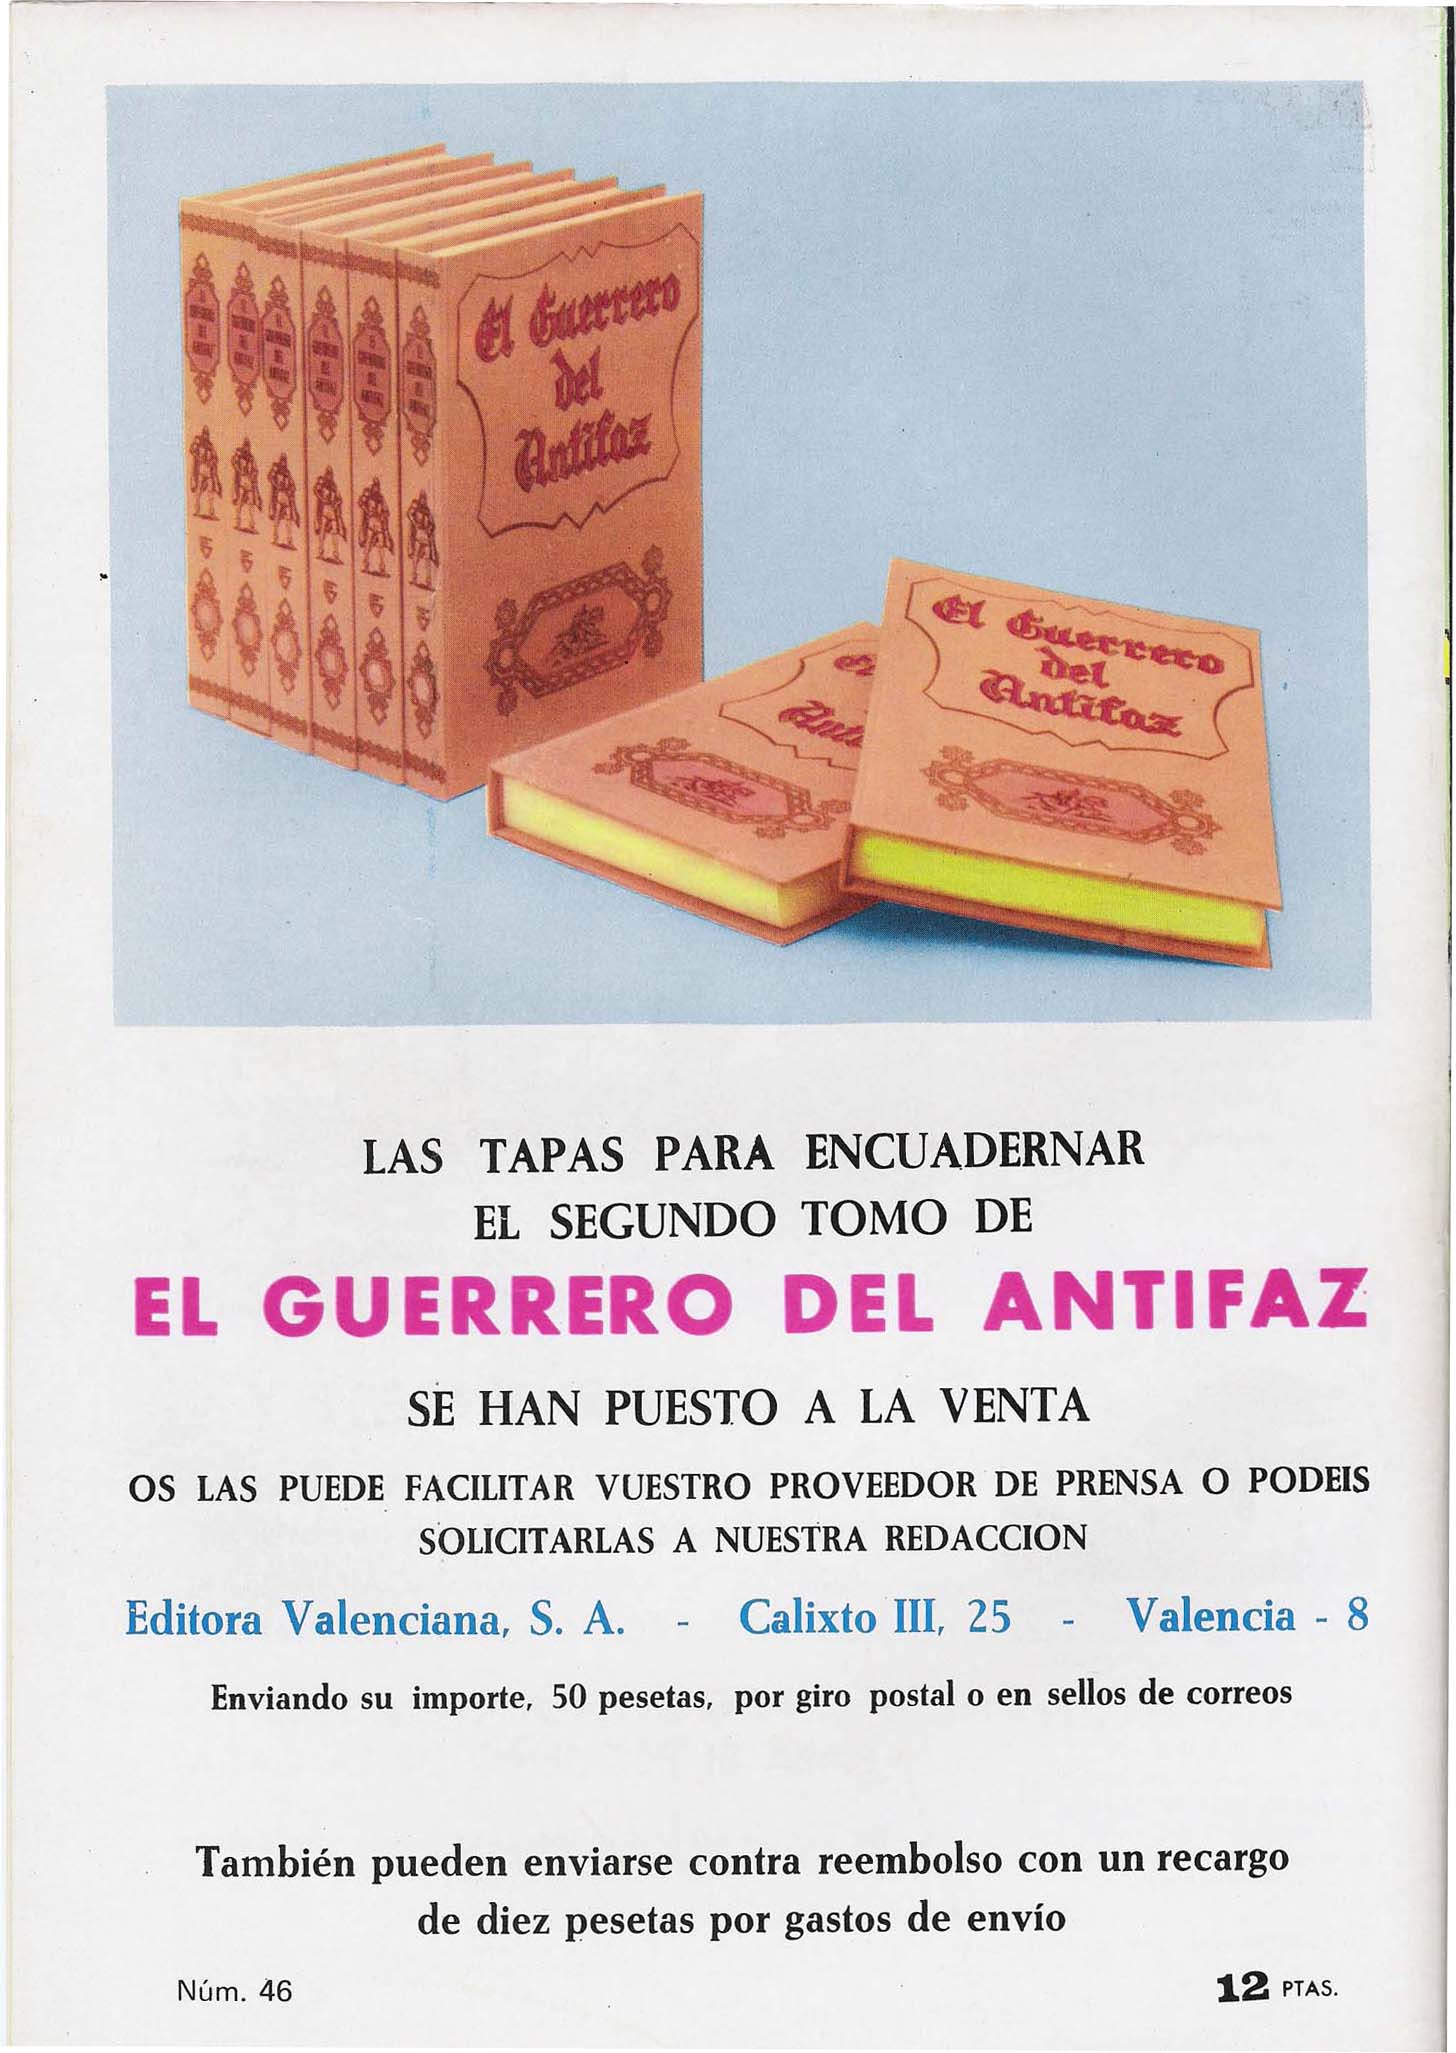 El Guerrero
del
Antifaz
El Guerrero
del
Antifaz
LAS TAPAS PARA ENCUADERNAR
EL SEGUNDO TOMO DE
EL GUERRERO DEL ANTIFAZ
SE HAN PUESTO A LA VENTA
OS LAS PUEDE FACILITAR VUESTRO PROVEEDOR DE PRENSA O PODEIS
SOLICITARLAS A NUESTRA REDACCION
Editora Valenciana, S. A. - Calixto III, 25 - Valencia - 8
Enviando su importe, 50 pesetas, por giro postal o en sellos de correos
También pueden enviarse contra reembolso con un recargo
de diez pesetas por gastos de envío
Núm. 46
12 PTAS.